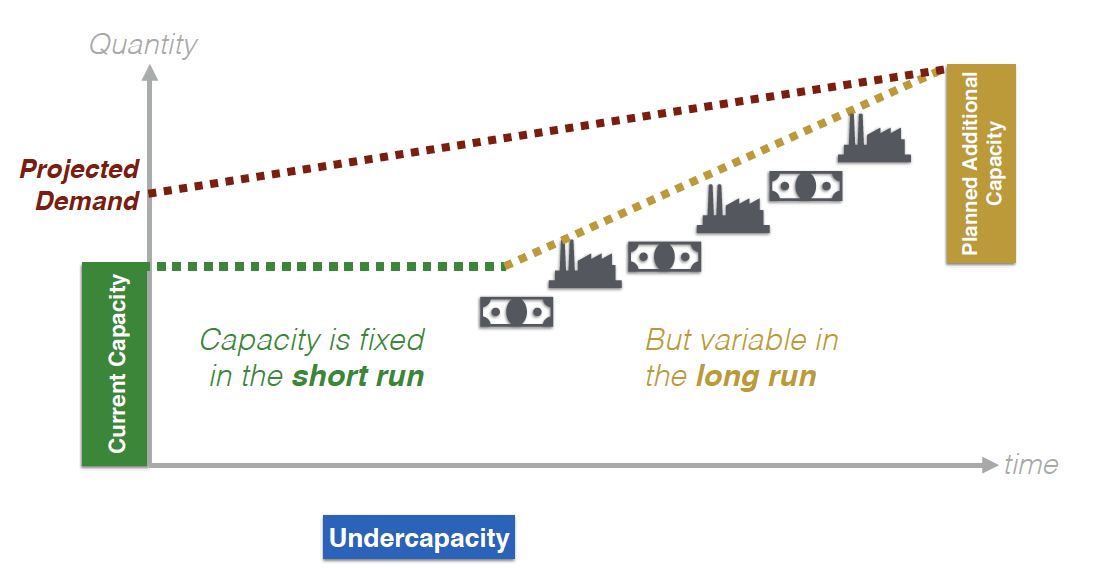 Quantity
Projected
Demand
Current Capacity
Capacity is fixed
in the short run
But variable in
the long run
Planned Additional
Capacity
time
Undercapacity